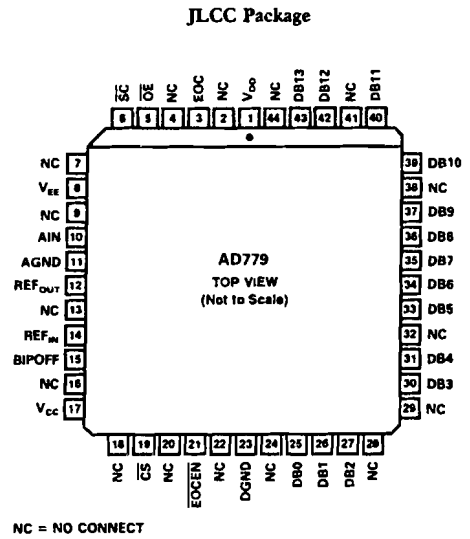 JLCC Package
S̅C̅ O̅E̅ NC EOC NC V_DD NC DB13 DB12 NC DB11
6 5 4 3 2 1 44 43 42 41 40
NC 7
V_EE 8
NC 9
AIN 10
AGND 11
REF_OUT 12
NC 13
REF_IN 14
BIPOFF 15
NC 16
V_CC 17
AD779
TOP VIEW
(Not to Scale)
39 DB10
38 NC
37 DB9
36 DB8
35 DB7
34 DB6
33 DB5
32 NC
31 DB4
30 DB3
29 NC
18 19 20 21 22 23 24 25 26 27 28
NC C̅S̅ NC E̅O̅C̅E̅N̅ NC DGND NC DB0 DB1 DB2 NC
NC = NO CONNECT